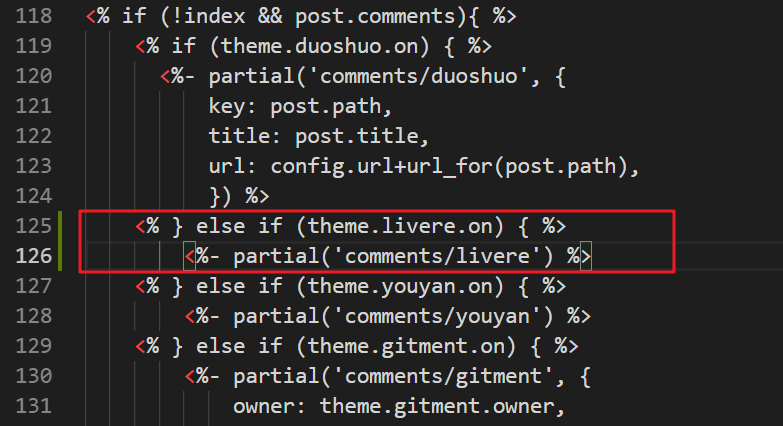 118 <% if (!index && post.comments){ %>
119 <% if (theme.duoshuo.on) { %>
120 <%- partial('comments/duoshuo', {
121 key: post.path,
122 title: post.title,
123 url: config.url+url_for(post.path),
124 }) %>
125 <% } else if (theme.livere.on) { %>
126 <%- partial('comments/livere') %>
127 <% } else if (theme.youyan.on) { %>
128 <%- partial('comments/youyan') %>
129 <% } else if (theme.gitment.on) { %>
130 <%- partial('comments/gitment', {
131 owner: theme.gitment.owner,